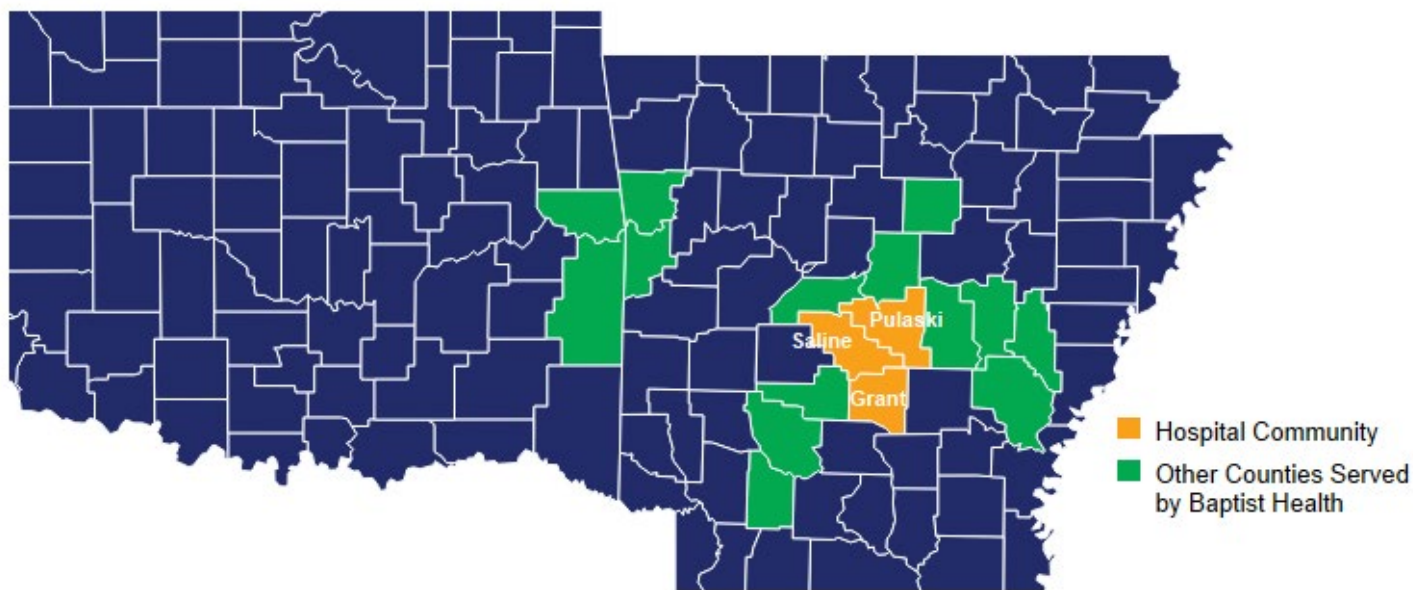 Pulaski
Saline
Grant
Hospital Community
Other Counties Served
by Baptist Health